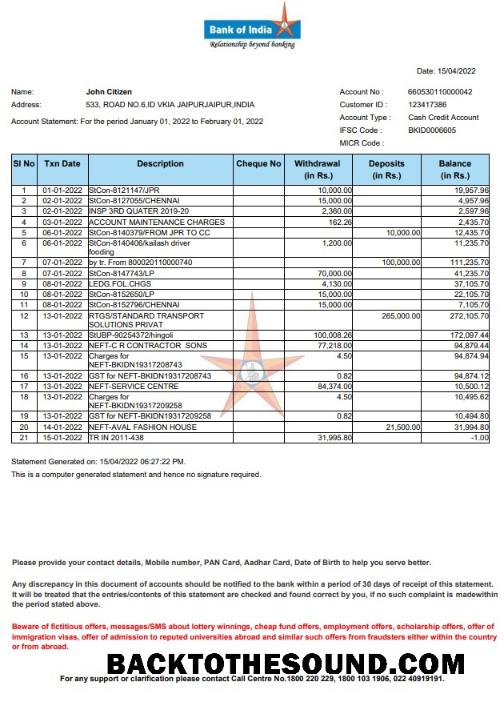 Bank of India
Relationship beyond banking
Date: 15/04/2022
Name: John Citizen Account No : 660530110000042
Address: 533, ROAD NO.6,ID VKIA JAIPURJAIPUR,INDIA Customer ID : 123417386
Account Statement: For the period January 01, 2022 to February 01, 2022 Account Type : Cash Credit Account
IFSC Code : BKID0006605
MICR Code :
Sl No Txn Date Description Cheque No Withdrawal (in Rs.) Deposits (in Rs.) Balance (in Rs.)
1 01-01-2022 StCon-8121147/JPR 10,000.00 19,957.96
2 02-01-2022 StCon-8127055/CHENNAI 15,000.00 4,957.96
3 02-01-2022 INSP 3RD QUATER 2019-20 2,360.00 2,597.96
4 03-01-2022 ACCOUNT MAINTENANCE CHARGES 162.26 2,435.70
5 06-01-2022 StCon-8140379/FROM JPR TO CC 10,000.00 12,435.70
6 06-01-2022 StCon-8140406/kailash driver 1,200.00 11,235.70
fooding
7 07-01-2022 by tr. From 800020110000740 100,000.00 111,235.70
8 07-01-2022 StCon-8147743/LP 70,000.00 41,235.70
9 08-01-2022 LEDG.FOL.CHGS 4,130.00 37,105.70
10 08-01-2022 StCon-8152650/LP 15,000.00 22,105.70
11 08-01-2022 StCon-8152796/CHENNAI 15,000.00 7,105.70
12 13-01-2022 RTGS/STANDARD TRANSPORT 265,000.00 272,105.70
SOLUTIONS PRIVAT
13 13-01-2022 StUBP-90254372/hingoli 100,008.26 172,097.44
14 13-01-2022 NEFT-C R CONTRACTOR SONS 77,218.00 94,879.44
15 13-01-2022 Charges for 4.50 94,874.94
NEFT-BKIDN19317208743
16 13-01-2022 GST for NEFT-BKIDN19317208743 0.82 94,874.12
17 13-01-2022 NEFT-SERVICE CENTRE 84,374.00 10,500.12
18 13-01-2022 Charges for 4.50 10,495.62
NEFT-BKIDN19317209258
19 13-01-2022 GST for NEFT-BKIDN19317209258 0.82 10,494.80
20 14-01-2022 NEFT-AVAL FASHION HOUSE 21,500.00 31,994.80
21 15-01-2022 TR IN 2011-438 31,995.80 -1.00
Statement Generated on: 15/04/2022 06:27:22 PM.
This is a computer generated statement and hence no signature required.
Please provide your contact details, Mobile number, PAN Card, Aadhar Card, Date of Birth to help you serve better.
Any discrepancy in this document of accounts should be notified to the bank within a period of 30 days of receipt of this statement.
It will be treated that the entries/contents of this statement are checked and found correct by you, if no such complaint is madewithin
the period stated above.
Beware of fictitious offers, messages/SMS about lottery winnings, cheap fund offers, employment offers, scholarship offers, offer of
immigration visas, offer of admission to reputed universities abroad and similar such offers from fraudsters either within the country
or from abroad.
BACKTOTHESOUND.COM
For any support or clarification please contact Call Centre No.1800 220 229, 1800 103 1906, 022 40919191.